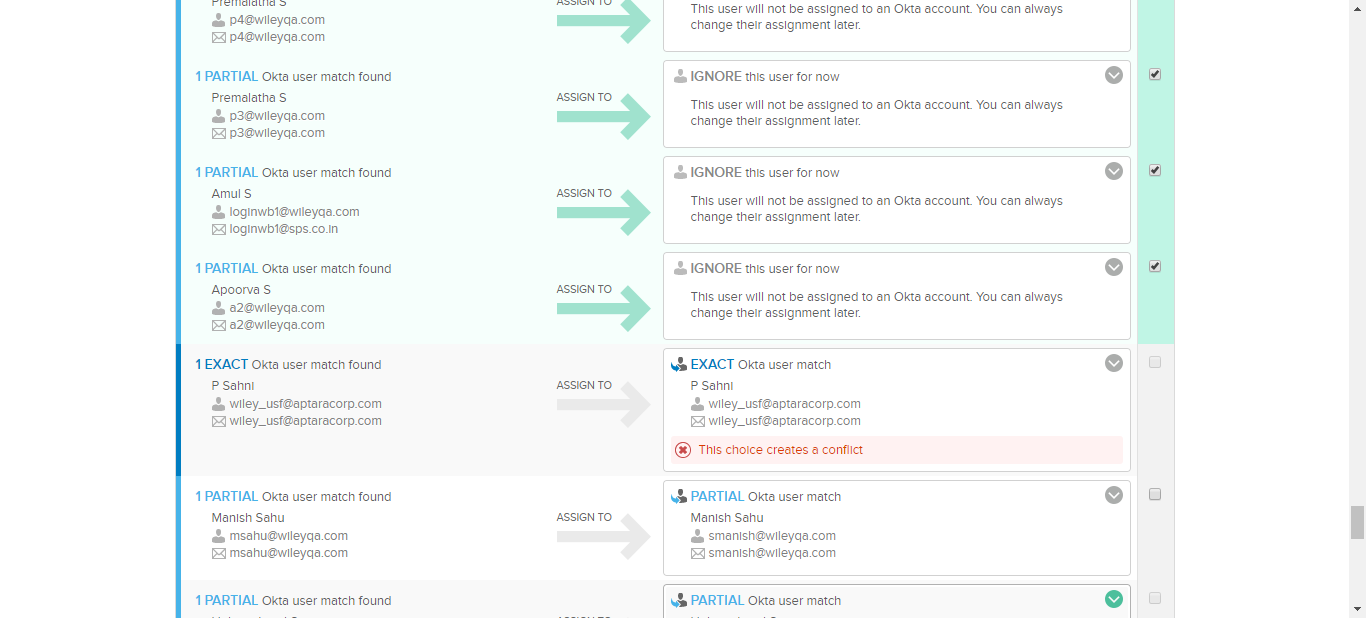 Premalatha S
p4@wileyqa.com
p4@wileyqa.com
ASSIGN TO
This user will not be assigned to an Okta account. You can always
change their assignment later.
1 PARTIAL Okta user match found
Premalatha S
p3@wileyqa.com
p3@wileyqa.com
ASSIGN TO
IGNORE this user for now
This user will not be assigned to an Okta account. You can always
change their assignment later.
1 PARTIAL Okta user match found
Amul S
loginwb1@wileyqa.com
loginwb1@sps.co.in
ASSIGN TO
IGNORE this user for now
This user will not be assigned to an Okta account. You can always
change their assignment later.
1 PARTIAL Okta user match found
Apoorva S
a2@wileyqa.com
a2@wileyqa.com
ASSIGN TO
IGNORE this user for now
This user will not be assigned to an Okta account. You can always
change their assignment later.
1 EXACT Okta user match found
P Sahni
wiley_usf@aptaracorp.com
wiley_usf@aptaracorp.com
ASSIGN TO
EXACT Okta user match
P Sahni
wiley_usf@aptaracorp.com
wiley_usf@aptaracorp.com
This choice creates a conflict
1 PARTIAL Okta user match found
Manish Sahu
msahu@wileyqa.com
msahu@wileyqa.com
ASSIGN TO
PARTIAL Okta user match
Manish Sahu
smanish@wileyqa.com
smanish@wileyqa.com
1 PARTIAL Okta user match found
ASSIGN TO
PARTIAL Okta user match